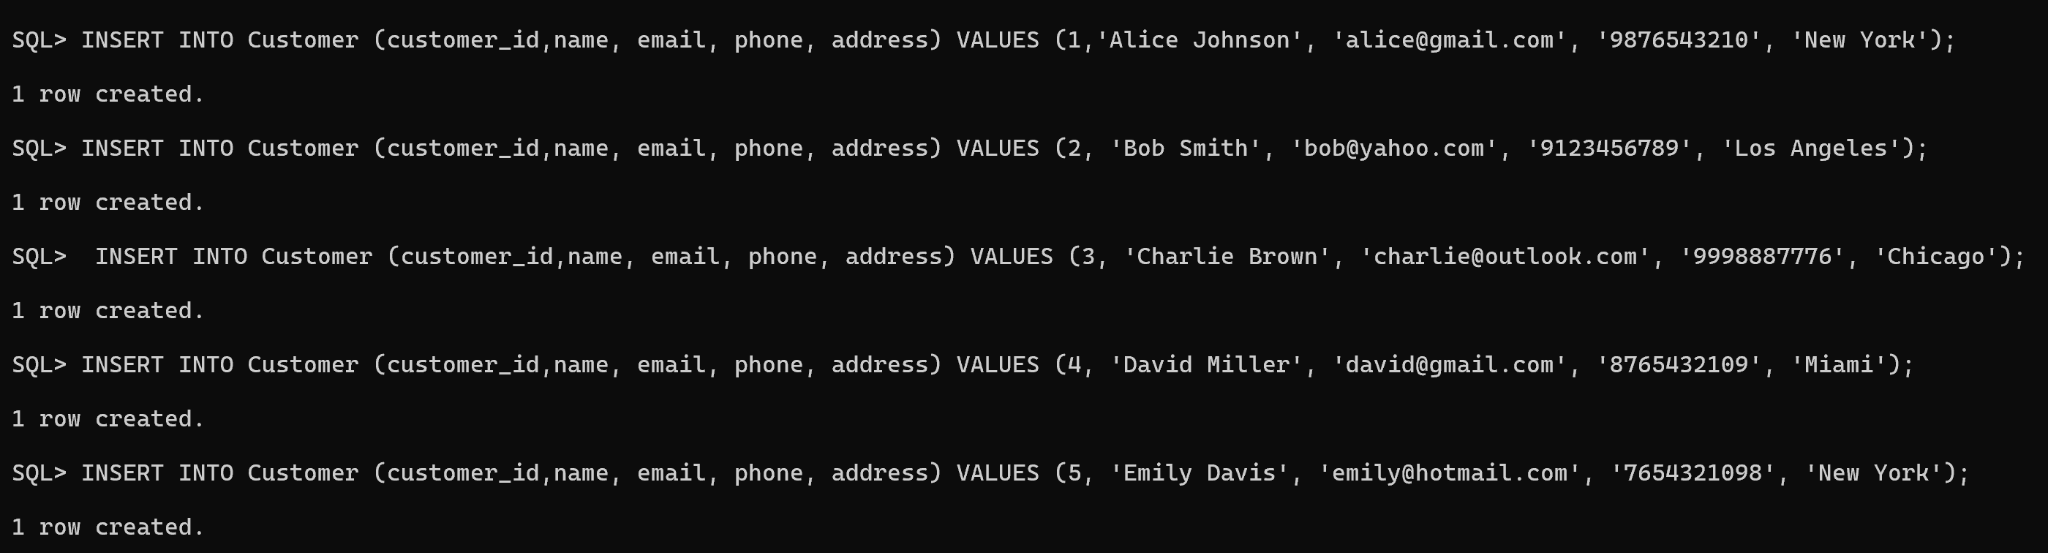 SQL> INSERT INTO Customer (customer_id,name, email, phone, address) VALUES (1,'Alice Johnson', 'alice@gmail.com', '9876543210', 'New York');
1 row created.
SQL> INSERT INTO Customer (customer_id,name, email, phone, address) VALUES (2, 'Bob Smith', 'bob@yahoo.com', '9123456789', 'Los Angeles');
1 row created.
SQL>  INSERT INTO Customer (customer_id,name, email, phone, address) VALUES (3, 'Charlie Brown', 'charlie@outlook.com', '9998887776', 'Chicago');
1 row created.
SQL> INSERT INTO Customer (customer_id,name, email, phone, address) VALUES (4, 'David Miller', 'david@gmail.com', '8765432109', 'Miami');
1 row created.
SQL> INSERT INTO Customer (customer_id,name, email, phone, address) VALUES (5, 'Emily Davis', 'emily@hotmail.com', '7654321098', 'New York');
1 row created.